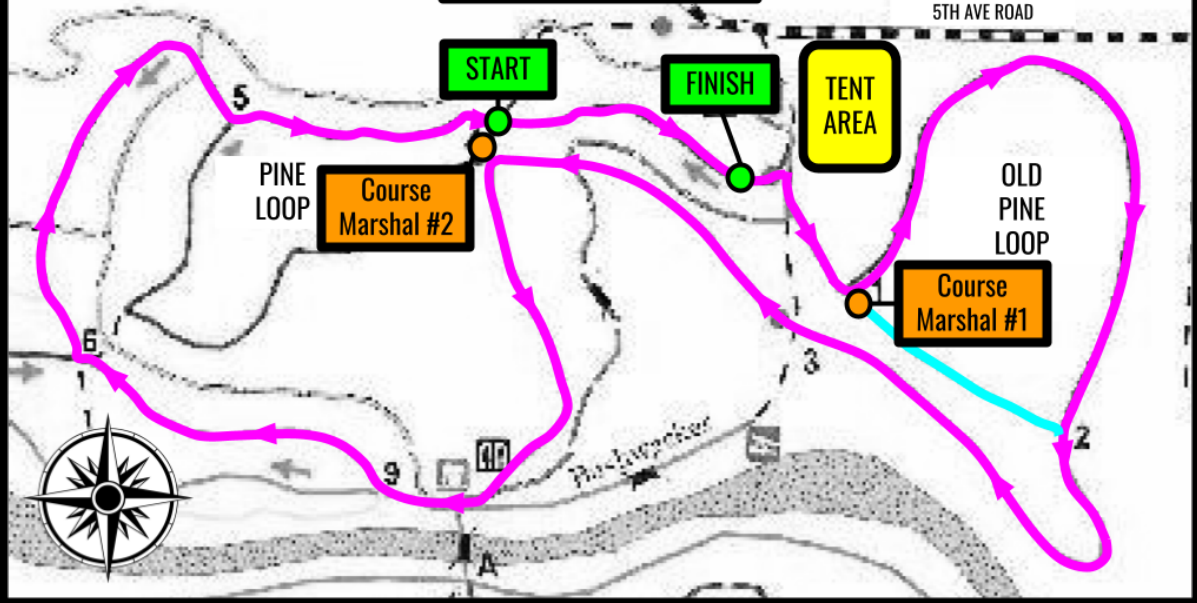 5TH AVE ROAD
START
FINISH
TENT
AREA
5
PINE
LOOP
Course
Marshal #2
OLD
PINE
LOOP
1
Course
Marshal #1
6
3
1
1
2
9
A